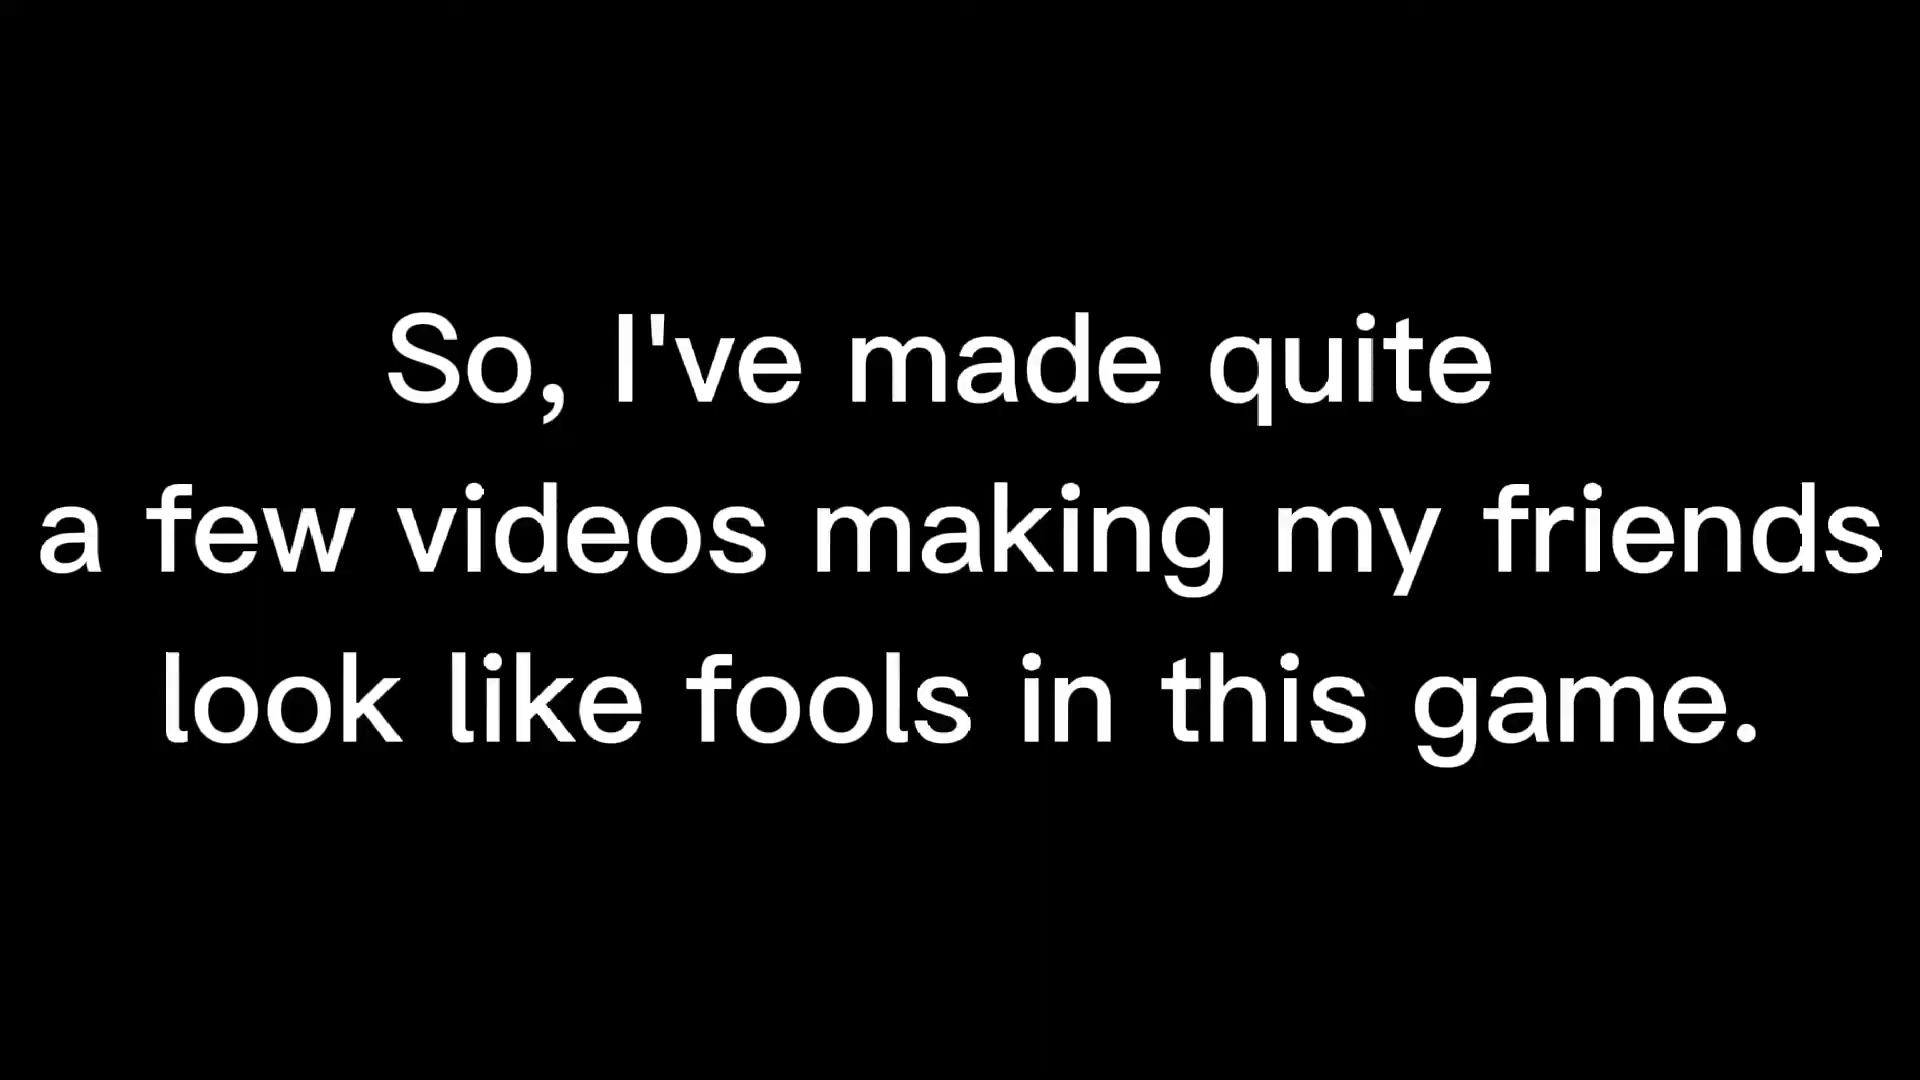 So, I've made quite
a few videos making my friends
look like fools in this game.